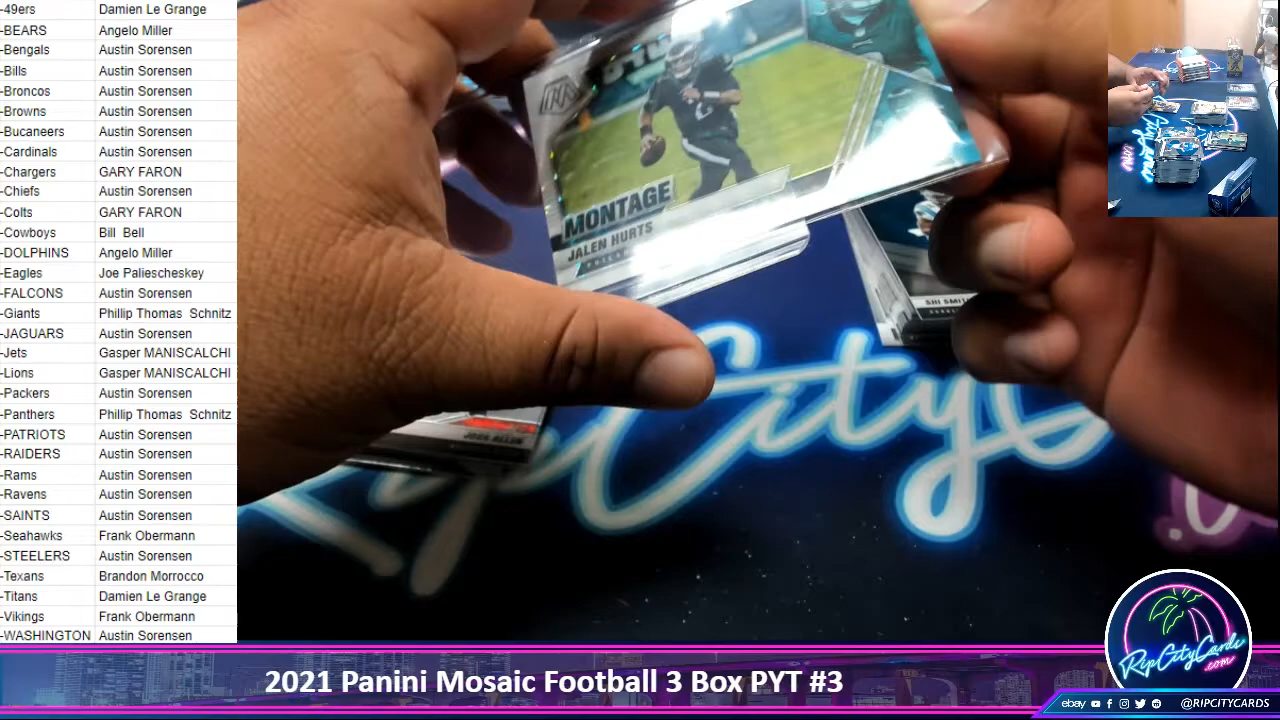 -49ers Damien Le Grange
-BEARS Angelo Miller
-Bengals Austin Sorensen
-Bills Austin Sorensen
-Broncos Austin Sorensen
-Browns Austin Sorensen
-Bucaneers Austin Sorensen
-Cardinals Austin Sorensen
-Chargers GARY FARON
-Chiefs Austin Sorensen
-Colts GARY FARON
-Cowboys Bill Bell
-DOLPHINS Angelo Miller
-Eagles Joe Paliescheskey
-FALCONS Austin Sorensen
-Giants Phillip Thomas Schnitz
-JAGUARS Austin Sorensen
-Jets Gasper MANISCALCHI
-Lions Gasper MANISCALCHI
-Packers Austin Sorensen
-Panthers Phillip Thomas Schnitz
-PATRIOTS Austin Sorensen
-RAIDERS Austin Sorensen
-Rams Austin Sorensen
-Ravens Austin Sorensen
-SAINTS Austin Sorensen
-Seahawks Frank Obermann
-STEELERS Austin Sorensen
-Texans Brandon Morrocco
-Titans Damien Le Grange
-Vikings Frank Obermann
-WASHINGTON Austin Sorensen
MONTAGE
JALEN HURTS
SHI SMITH
JOSH ALLEN
RipCityCards
.com
2021 Panini Mosaic Football 3 Box PYT #3
ebay @RIPCITYCARDS